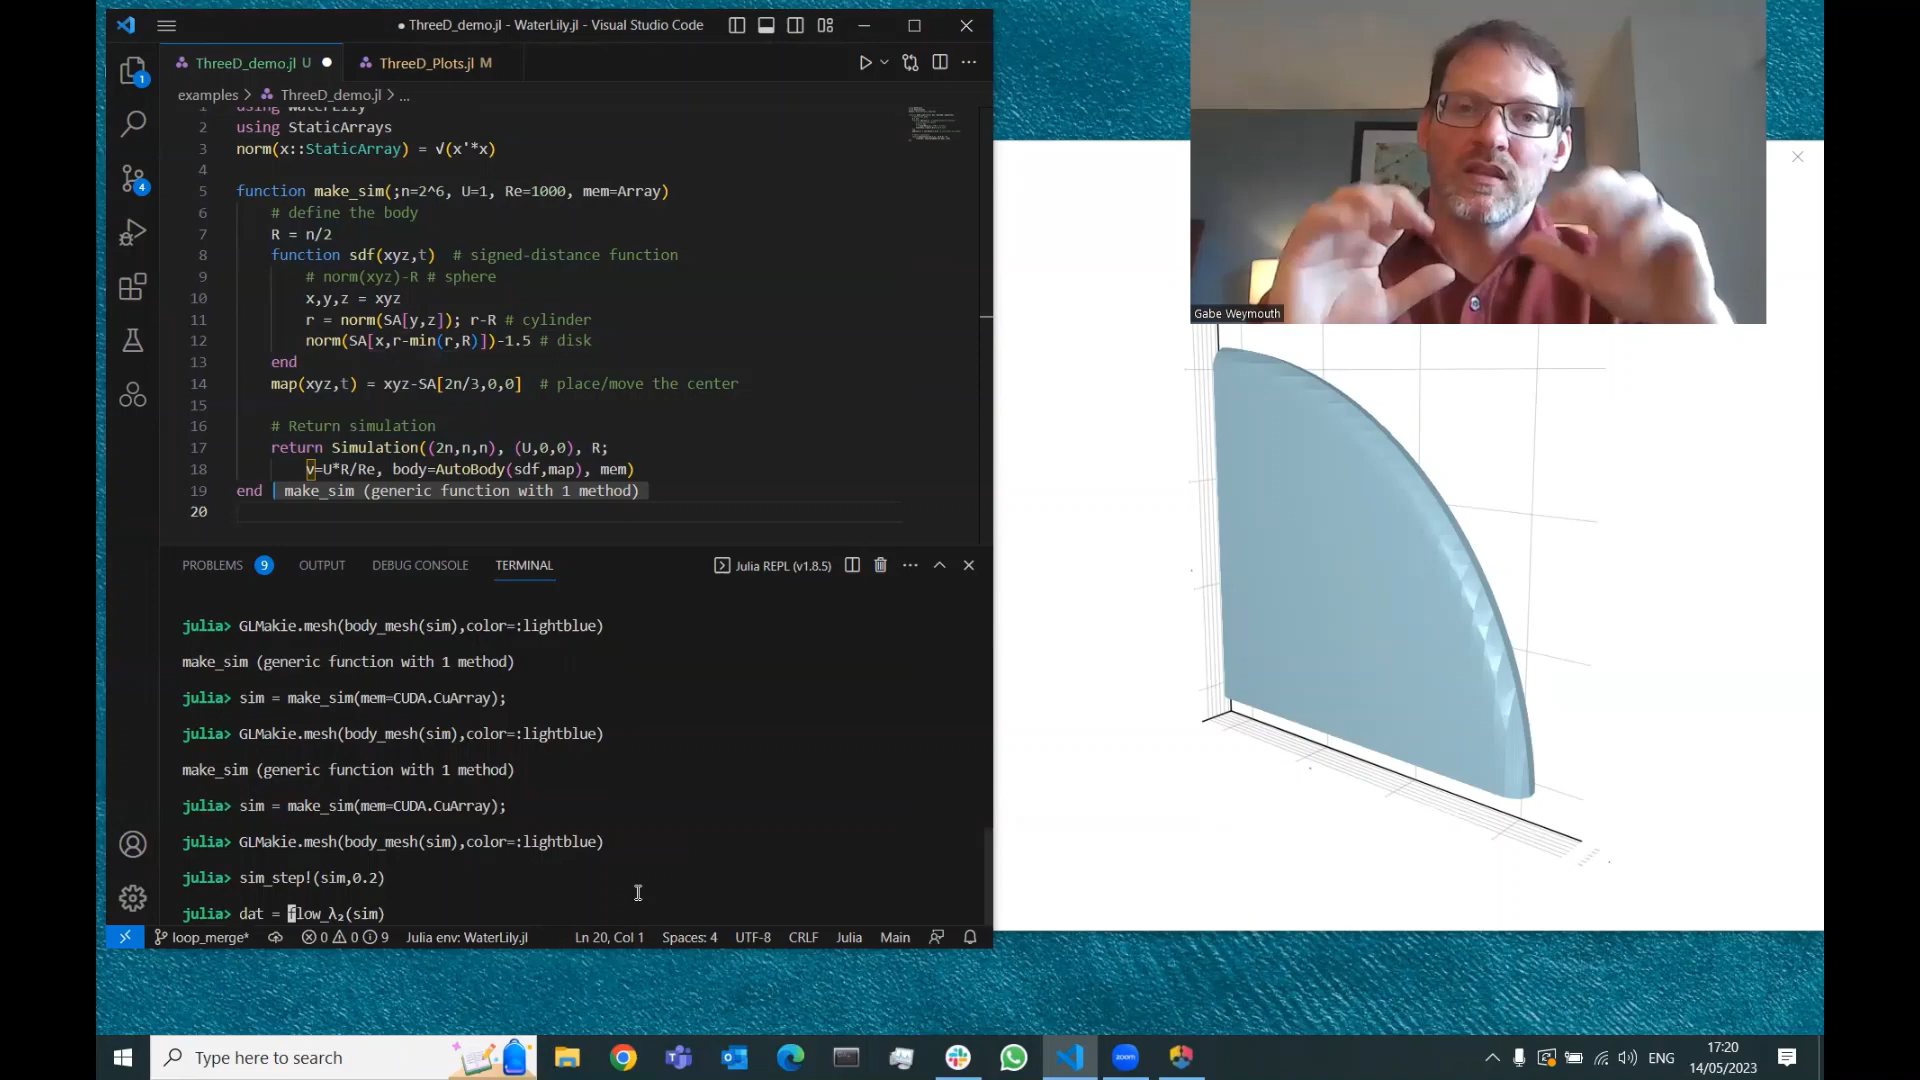 ● ThreeD_demo.jl - WaterLily.jl - Visual Studio Code
ThreeD_demo.jl U ●
ThreeD_Plots.jl M
examples > ThreeD_demo.jl > ...
1 using WaterLily
2 using StaticArrays
3 norm(x::StaticArray) = √(x'*x)
4
5 function make_sim(;n=2^6, U=1, Re=1000, mem=Array)
6 # define the body
7 R = n/2
8 function sdf(xyz,t) # signed-distance function
9 # norm(xyz)-R # sphere
10 x,y,z = xyz
11 r = norm(SA[y,z]); r-R # cylinder
12 norm(SA[x,r-min(r,R)])-1.5 # disk
13 end
14 map(xyz,t) = xyz-SA[2n/3,0,0] # place/move the center
15
16 # Return simulation
17 return Simulation((2n,n,n), (U,0,0), R;
18 ν=U*R/Re, body=AutoBody(sdf,map), mem)
19 end make_sim (generic function with 1 method)
20
PROBLEMS 9 OUTPUT DEBUG CONSOLE TERMINAL Julia REPL (v1.8.5)
julia> GLMakie.mesh(body_mesh(sim),color=:lightblue)
make_sim (generic function with 1 method)
julia> sim = make_sim(mem=CUDA.CuArray);
julia> GLMakie.mesh(body_mesh(sim),color=:lightblue)
make_sim (generic function with 1 method)
julia> sim = make_sim(mem=CUDA.CuArray);
julia> GLMakie.mesh(body_mesh(sim),color=:lightblue)
julia> sim_step!(sim,0.2)
julia> dat = flow_λ₂(sim)
1
4
loop_merge* 0 0 9 Julia env: WaterLily.jl Ln 20, Col 1 Spaces: 4 UTF-8 CRLF Julia Main
Gabe Weymouth
Type here to search
zoom
ENG
17:20
14/05/2023